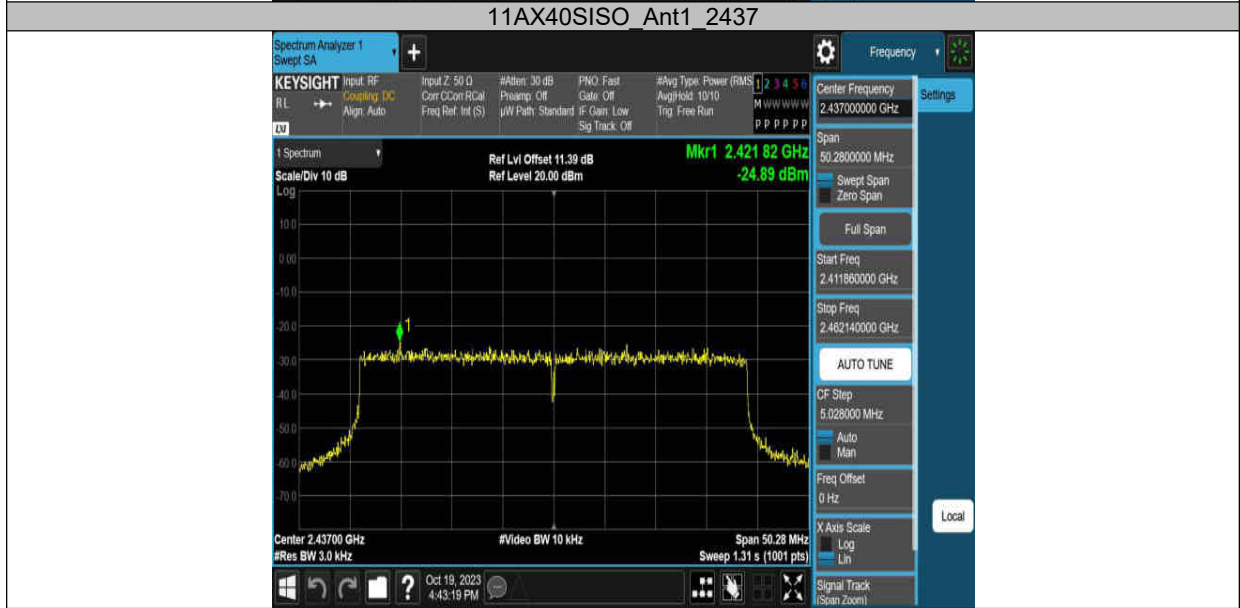 11AX40SISO_Ant1_2437
Spectrum Analyzer 1
Swept SA
+
Frequency
KEYSIGHT
RL
LXI
Input: RF
Coupling: DC
Align: Auto
Input Z: 50 Ω
Corr CCorr RCal
Freq Ref: Int (S)
#Atten: 30 dB
Preamp: Off
µW Path: Standard
PNO: Fast
Gate: Off
IF Gain: Low
Sig Track: Off
#Avg Type: Power (RMS
Avg|Hold: 10/10
Trig: Free Run
1 2 3 4 5 6
M W W W W W
P P P P P P
1 Spectrum
Scale/Div 10 dB
Log
Ref Lvl Offset 11.39 dB
Ref Level 20.00 dBm
Mkr1 2.421 82 GHz
-24.89 dBm
10.0
0.00
-10.0
-20.0
-30.0
-40.0
-50.0
-60.0
-70.0
1
Center 2.43700 GHz
#Res BW 3.0 kHz
#Video BW 10 kHz
Span 50.28 MHz
Sweep 1.31 s (1001 pts)
Center Frequency
2.437000000 GHz
Settings
Span
50.2800000 MHz
Swept Span
Zero Span
Full Span
Start Freq
2.411860000 GHz
Stop Freq
2.462140000 GHz
AUTO TUNE
CF Step
5.028000 MHz
Auto
Man
Freq Offset
0 Hz
X Axis Scale
Log
Lin
Local
Signal Track
(Span Zoom)
?
Oct 19, 2023
4:43:19 PM